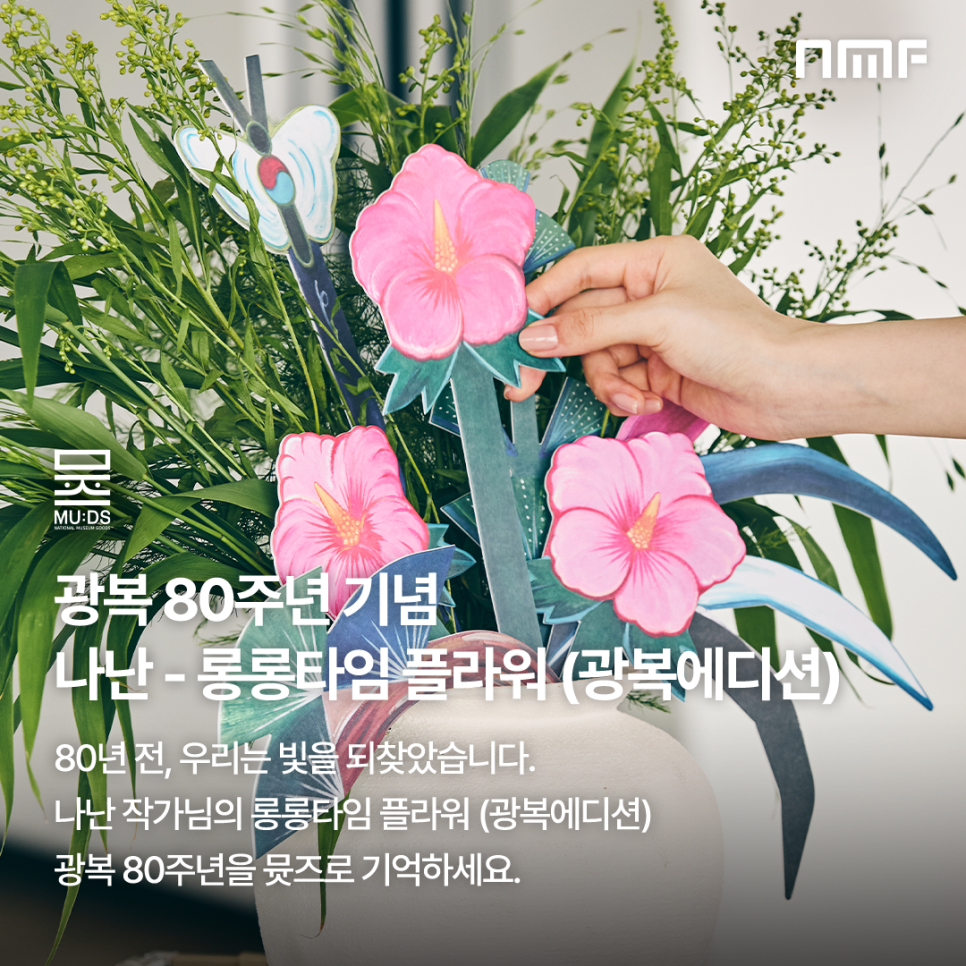 nmF
뮷
MU:DS
NATIONAL MUSEUM GOODS
광복 80주년 기념
나난 - 롱롱타임 플라워 (광복에디션)
80년 전, 우리는 빛을 되찾았습니다.
나난 작가님의 롱롱타임 플라워 (광복에디션)
광복 80주년을 뮷즈로 기억하세요.